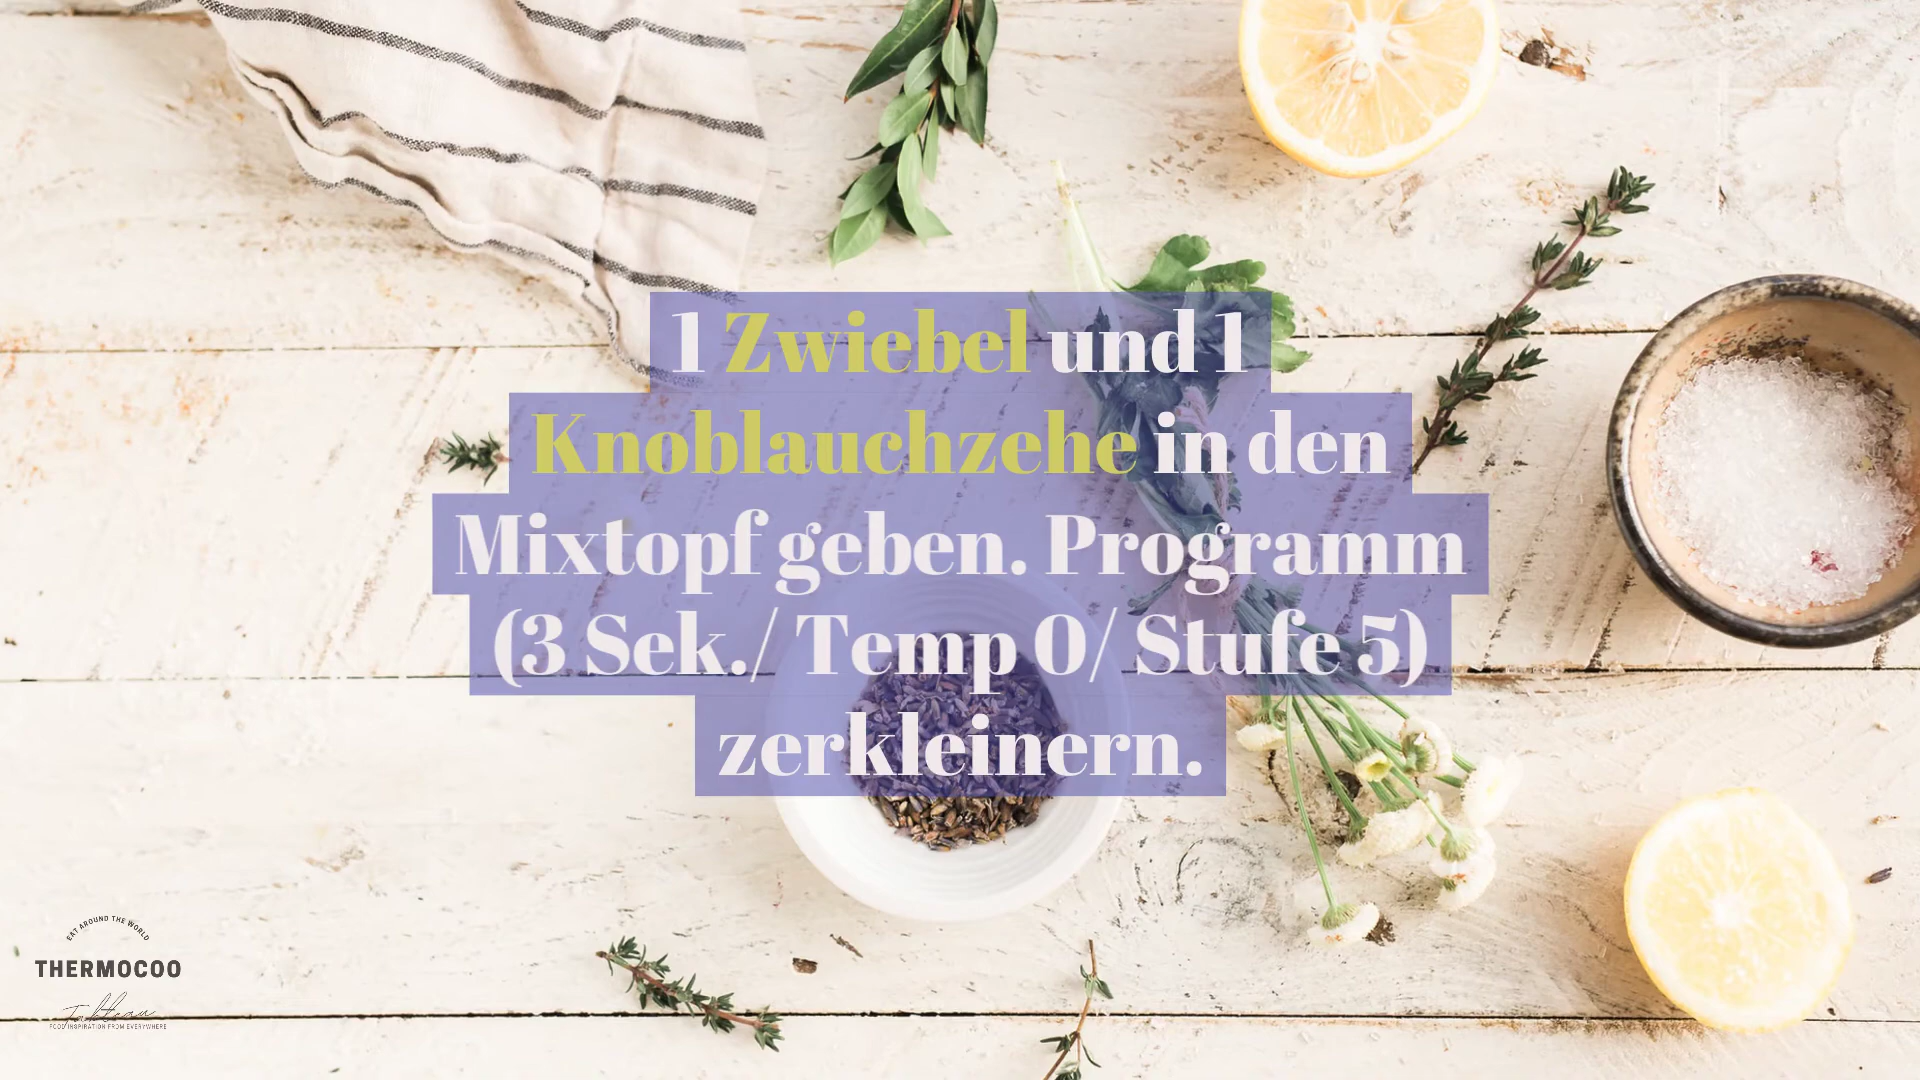 1 Zwiebel und 1
Knoblauchzehe in den
Mixtopf geben. Programm
(3 Sek./ Temp 0/ Stufe 5)
zerkleinern.
EAT AROUND THE WORLD
THERMOCOO
Tableau
FOOD INSPIRATION FROM EVERYWHERE